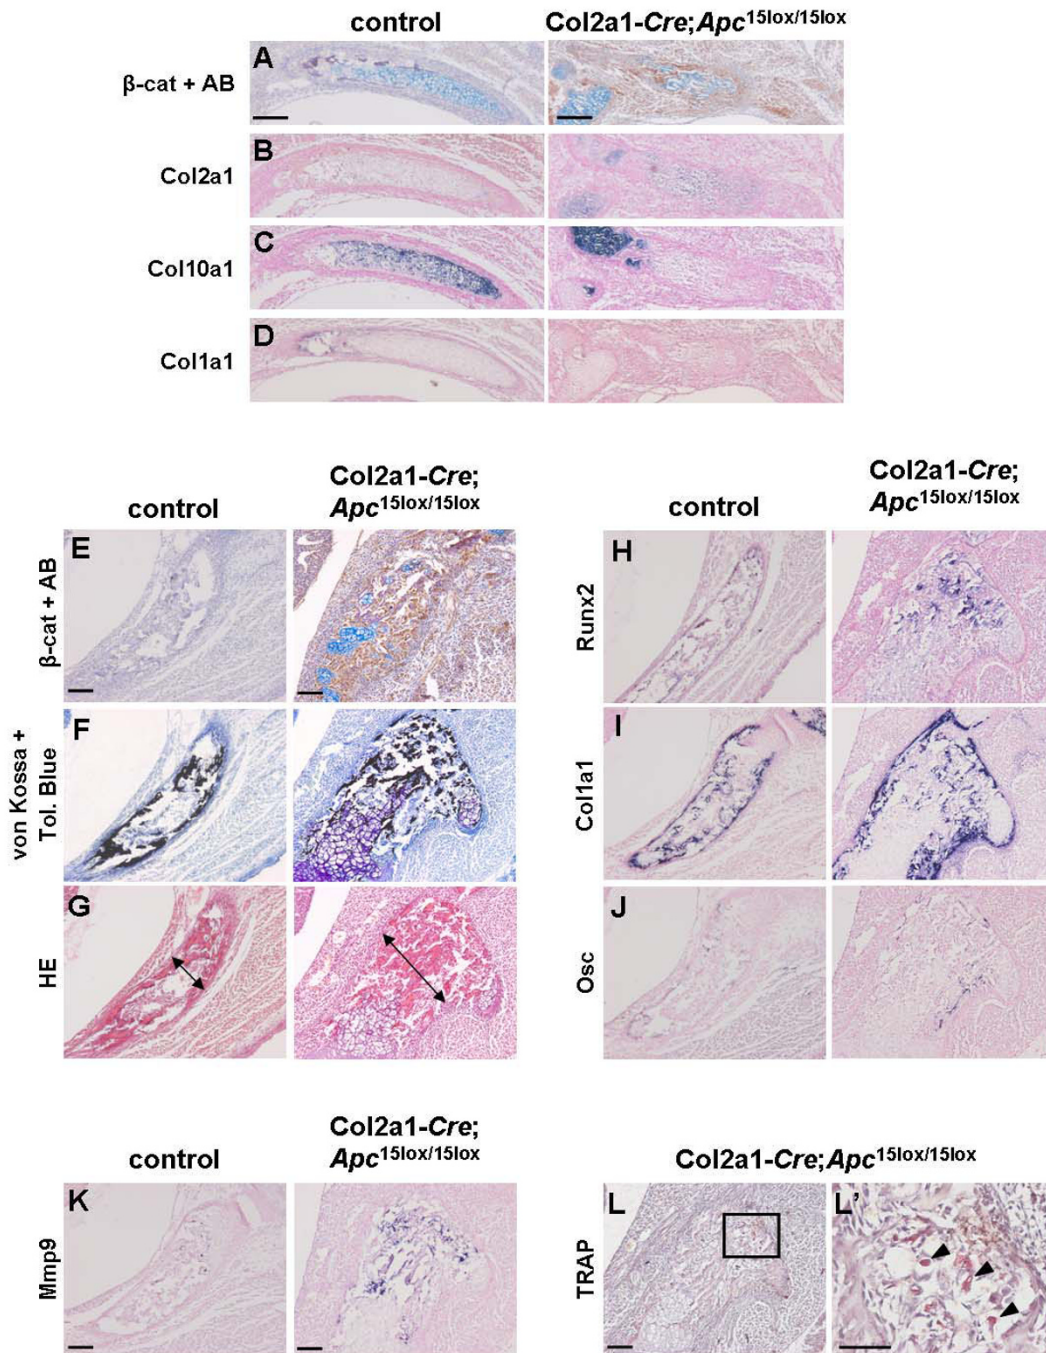 control Col2a1-Cre;Apc15lox/15lox
A
β-cat + AB
B
Col2a1
C
Col10a1
D
Col1a1
control Col2a1-Cre;
Apc15lox/15lox
control Col2a1-Cre;
Apc15lox/15lox
E
β-cat + AB
F
von Kossa +
Tol. Blue
G
HE
H
Runx2
I
Col1a1
J
Osc
control Col2a1-Cre;
Apc15lox/15lox
Col2a1-Cre;Apc15lox/15lox
K
Mmp9
L L'
TRAP